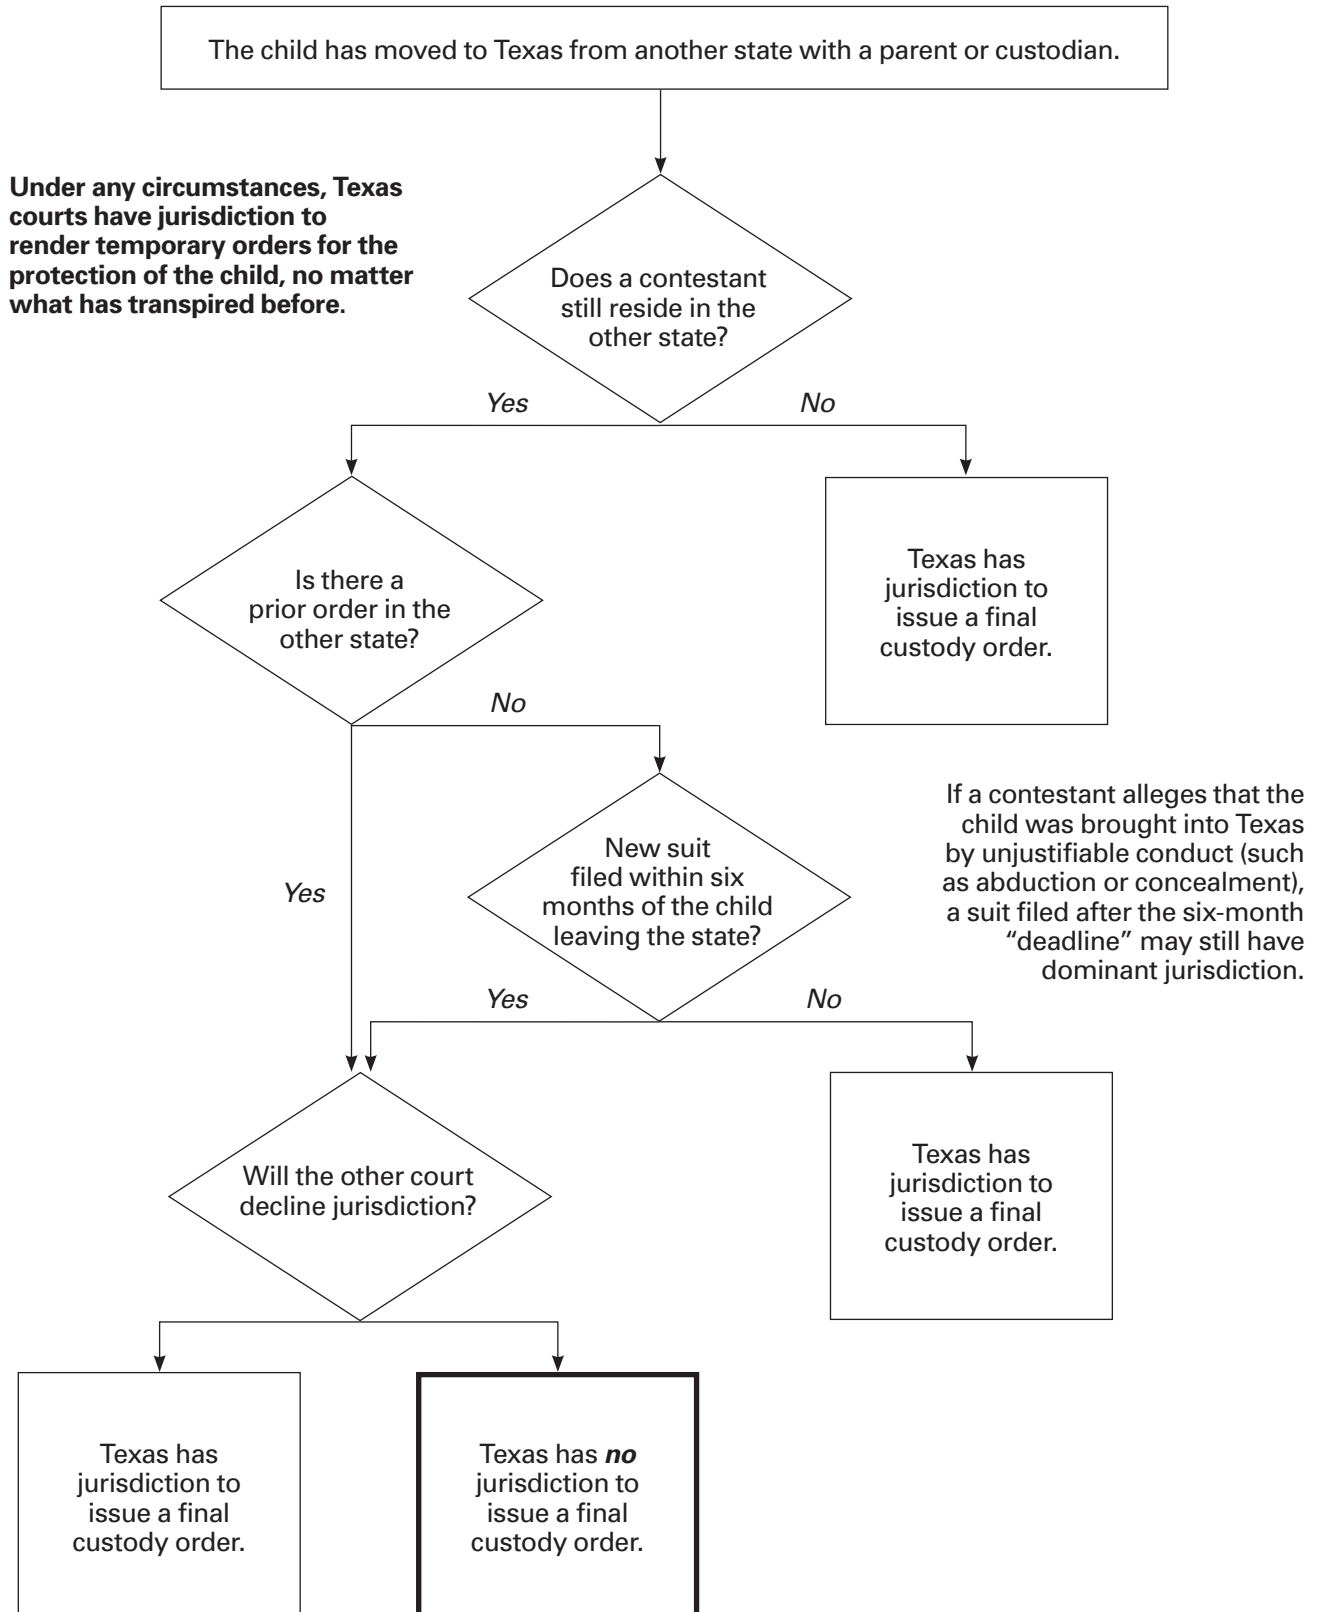 The child has moved to Texas from another state with a parent or custodian.
Under any circumstances, Texas
courts have jurisdiction to
render temporary orders for the
protection of the child, no matter
what has transpired before.
Does a contestant
still reside in the
other state?
Yes
No
Is there a
prior order in the
other state?
Texas has
jurisdiction to
issue a final
custody order.
No
Yes
New suit
filed within six
months of the child
leaving the state?
If a contestant alleges that the
child was brought into Texas
by unjustifiable conduct (such
as abduction or concealment),
a suit filed after the six-month
“deadline” may still have
dominant jurisdiction.
Yes
No
Will the other court
decline jurisdiction?
Texas has
jurisdiction to
issue a final
custody order.
Texas has
jurisdiction to
issue a final
custody order.
Texas has no
jurisdiction to
issue a final
custody order.